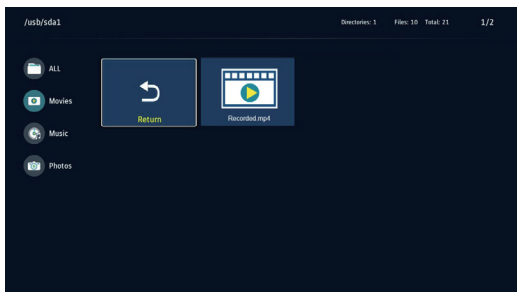 /usb/sda1
Directories: 1 Files: 10 Total: 21 1/2
ALL
Movies
Music
Photos
Return
Recorded.mp4